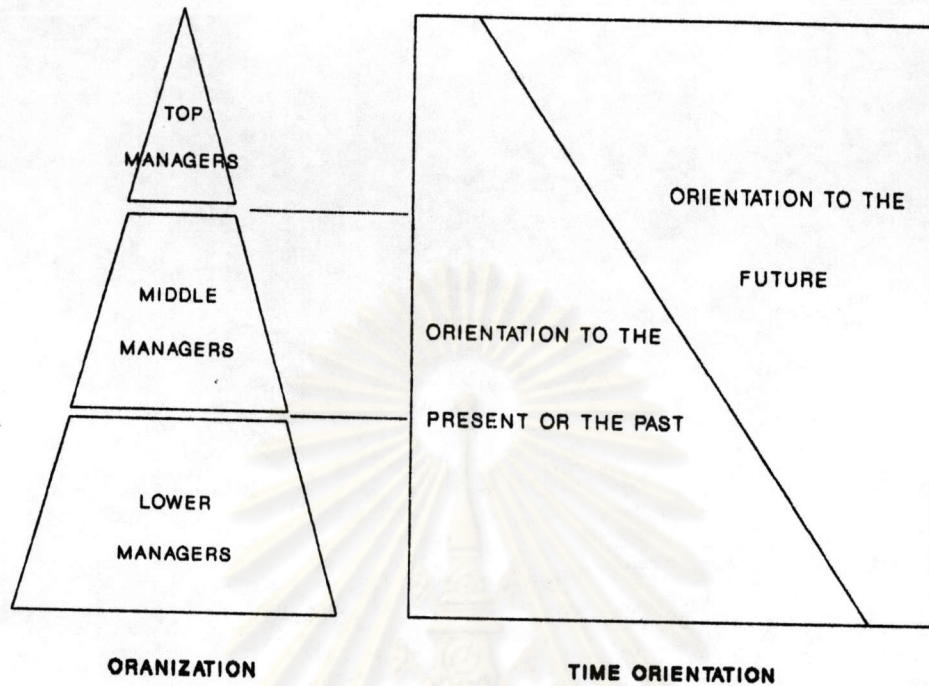 TOP
MANAGERS
MIDDLE
MANAGERS
LOWER
MANAGERS
ORANIZATION
ORIENTATION TO THE
FUTURE
ORIENTATION TO THE
PRESENT OR THE PAST
TIME ORIENTATION